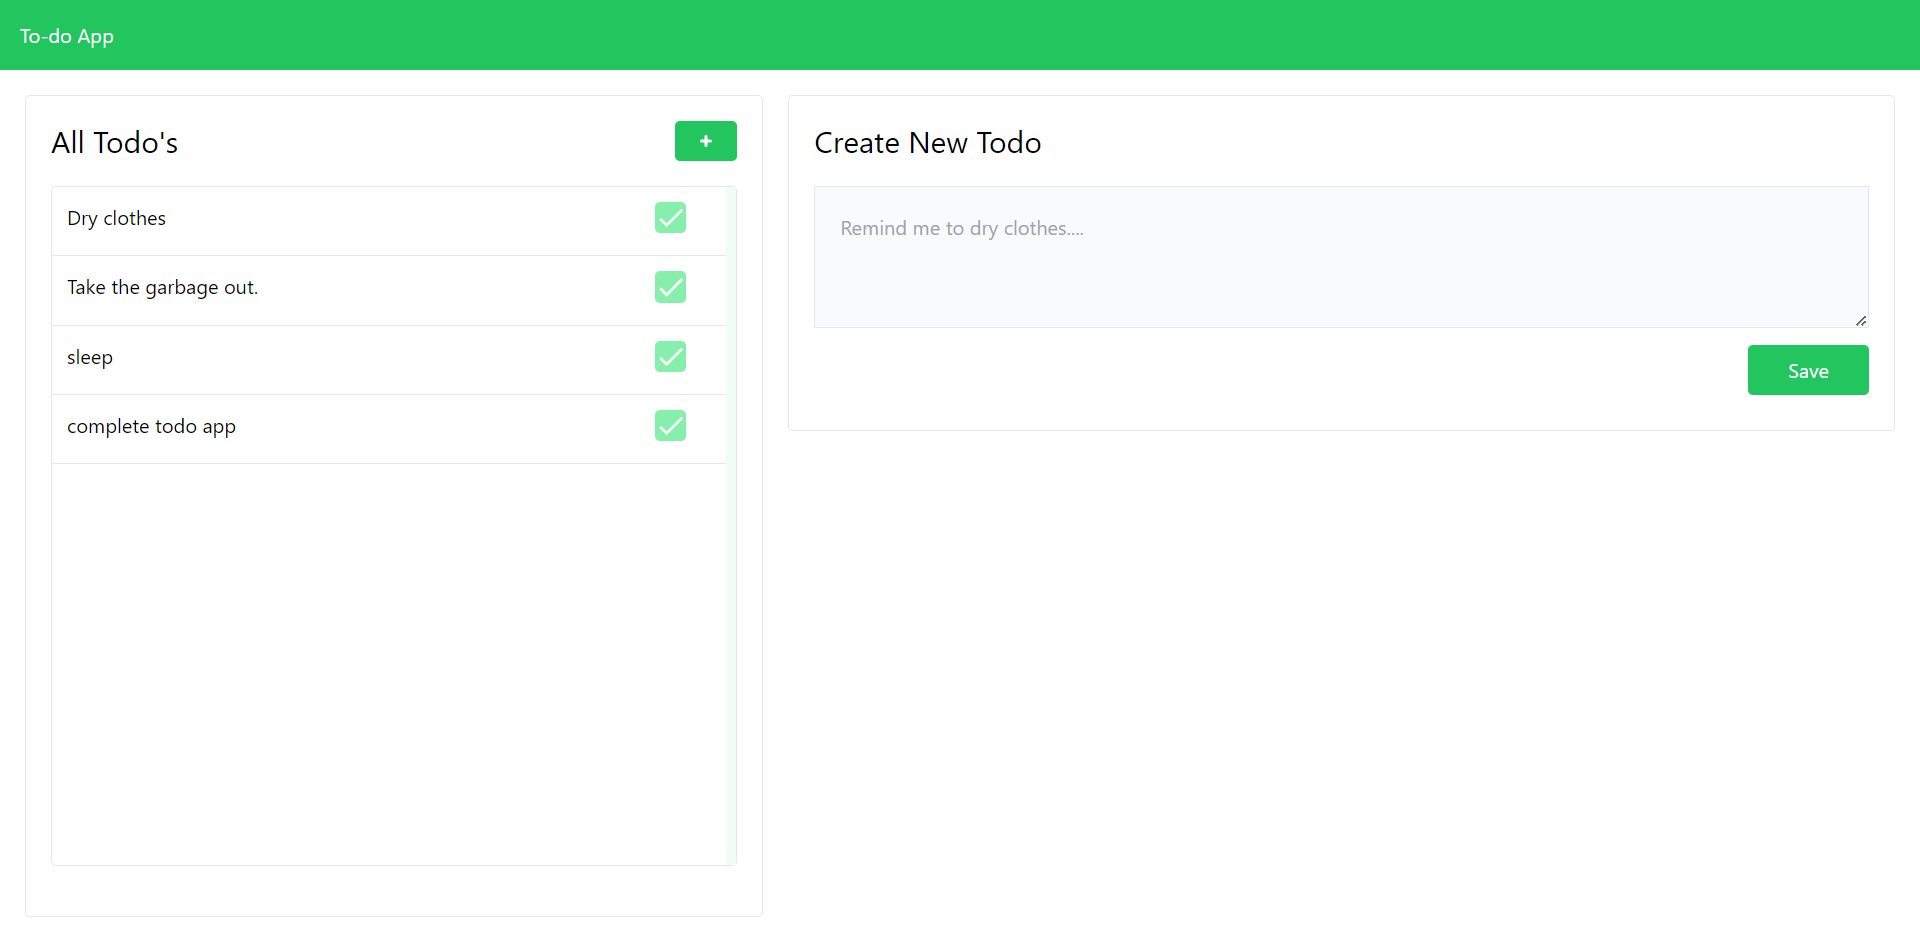 To-do App
All Todo's
+
Dry clothes
Take the garbage out.
sleep
complete todo app
Create New Todo
Remind me to dry clothes....
Save